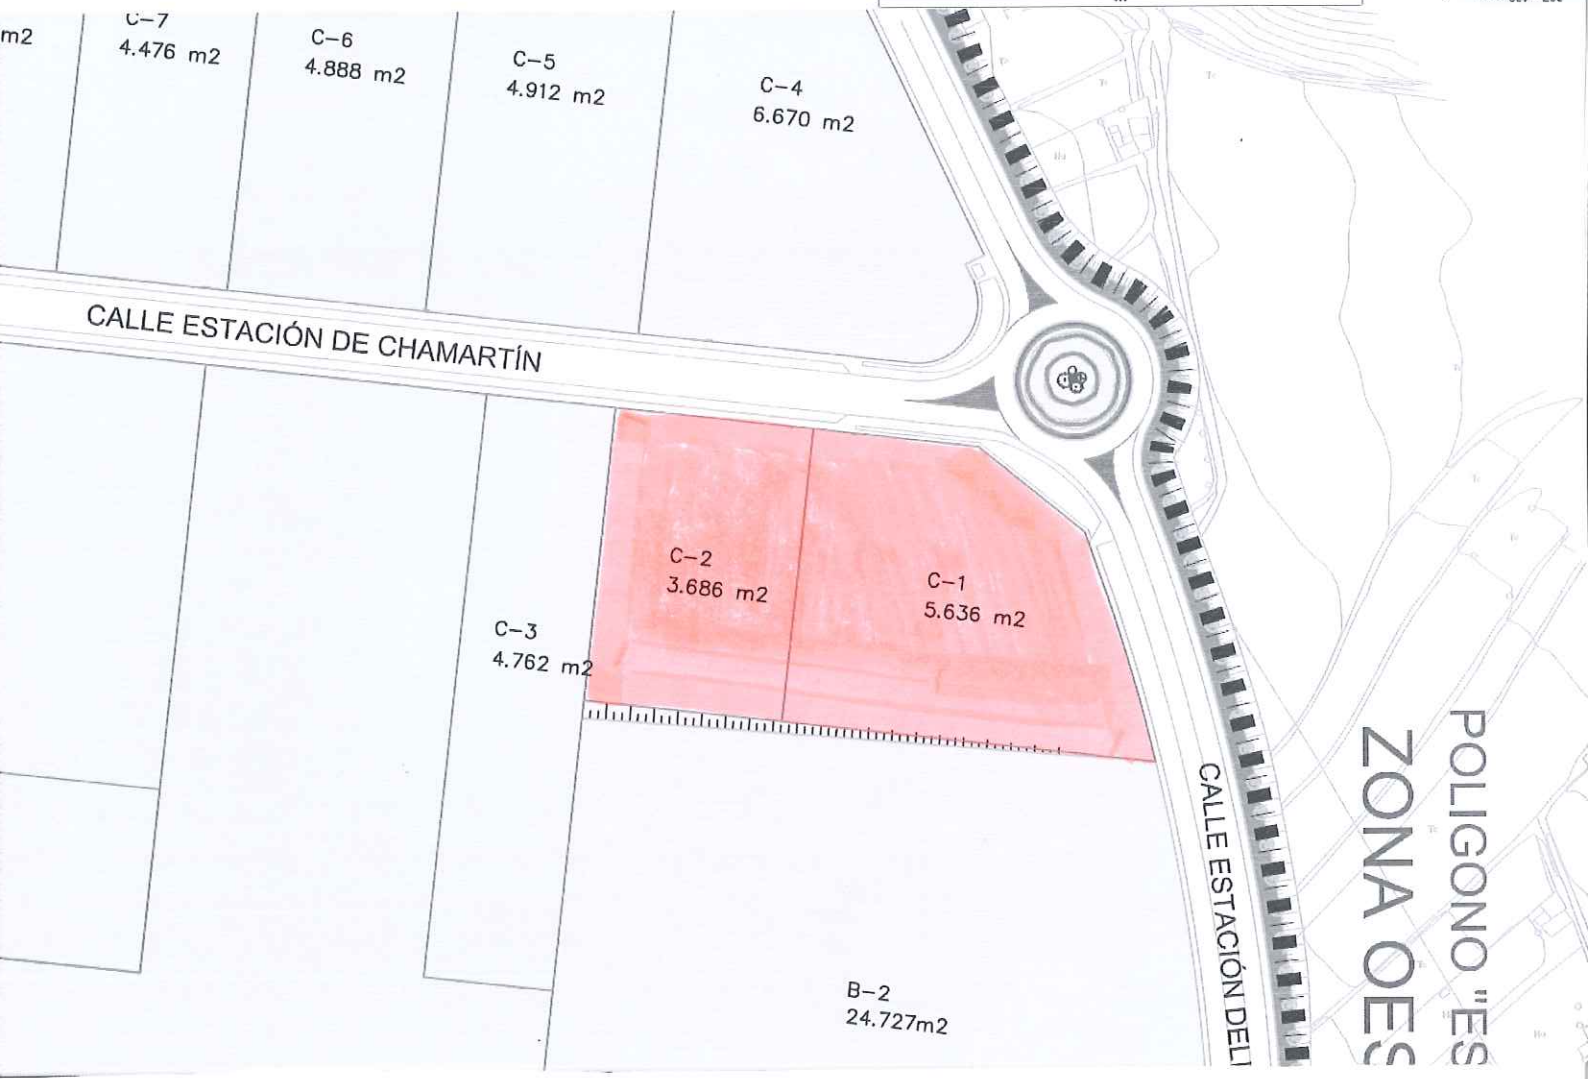 m2
C-7
4.476 m2
C-6
4.888 m2
C-5
4.912 m2
C-4
6.670 m2
CALLE ESTACIÓN DE CHAMARTÍN
C-2
3.686 m2
C-1
5.636 m2
C-3
4.762 m2
B-2
24.727m2
CALLE ESTACIÓN DEL
POLIGONO "ES
ZONA OES